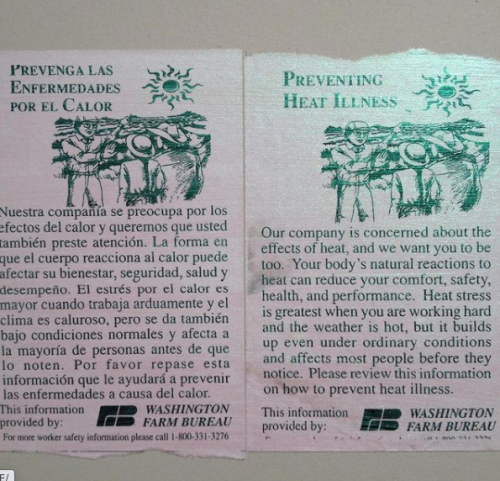 PREVENGA LAS
ENFERMEDADES
POR EL CALOR
Nuestra compañía se preocupa por los
efectos del calor y queremos que usted
también preste atención. La forma en
que el cuerpo reacciona al calor puede
afectar su bienestar, seguridad, salud y
desempeño. El estrés por el calor es
mayor cuando trabaja arduamente y el
clima es caluroso, pero se da también
bajo condiciones normales y afecta a
la mayoría de personas antes de que
lo noten. Por favor repase esta
información que le ayudará a prevenir
las enfermedades a causa del calor.
This information
provided by:
WASHINGTON
FARM BUREAU
For more worker safety information please call 1-800-331-3276
PREVENTING
HEAT ILLNESS
Our company is concerned about the
effects of heat, and we want you to be
too. Your body's natural reactions to
heat can reduce your comfort, safety,
health, and performance. Heat stress
is greatest when you are working hard
and the weather is hot, but it builds
up even under ordinary conditions
and affects most people before they
notice. Please review this information
on how to prevent heat illness.
This information
provided by:
WASHINGTON
FARM BUREAU